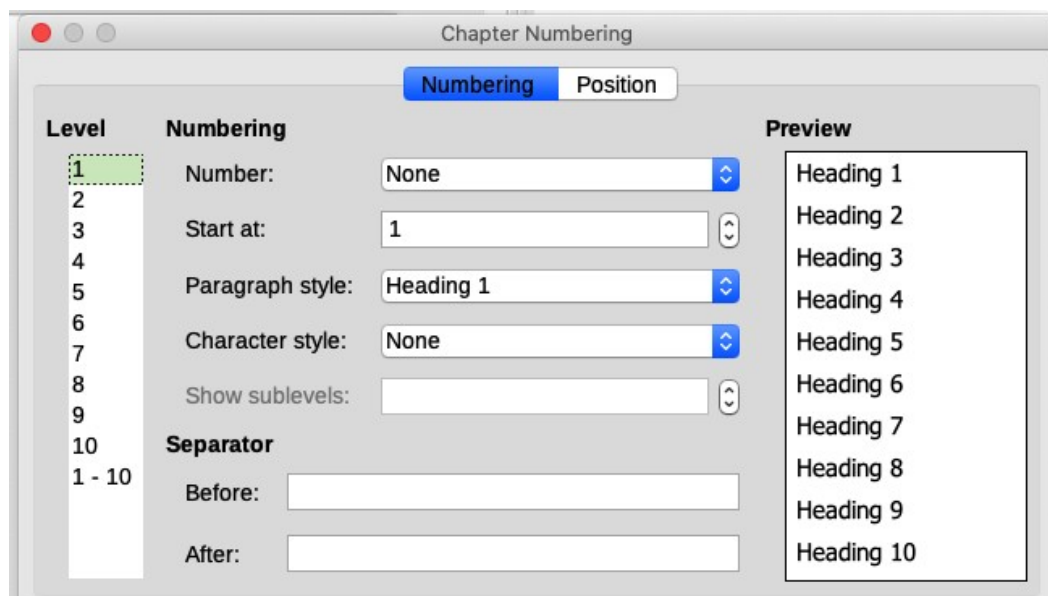 Chapter Numbering
Numbering Position
Level
1
2
3
4
5
6
7
8
9
10
1 - 10
Numbering
Number: None
Start at: 1
Paragraph style: Heading 1
Character style: None
Show sublevels:
Separator
Before:
After:
Preview
Heading 1
Heading 2
Heading 3
Heading 4
Heading 5
Heading 6
Heading 7
Heading 8
Heading 9
Heading 10